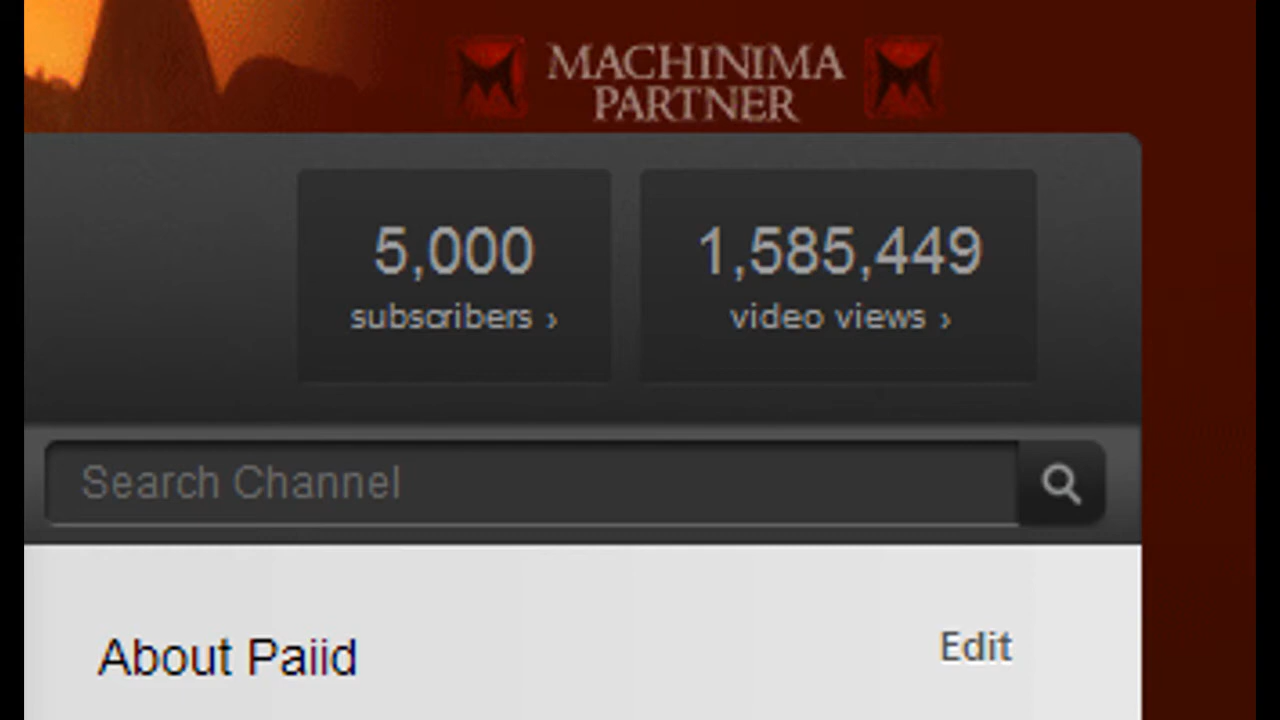 MACHINIMA
PARTNER
5,000
1,585,449
subscribers ›
video views ›
Search Channel
About Paiid
Edit